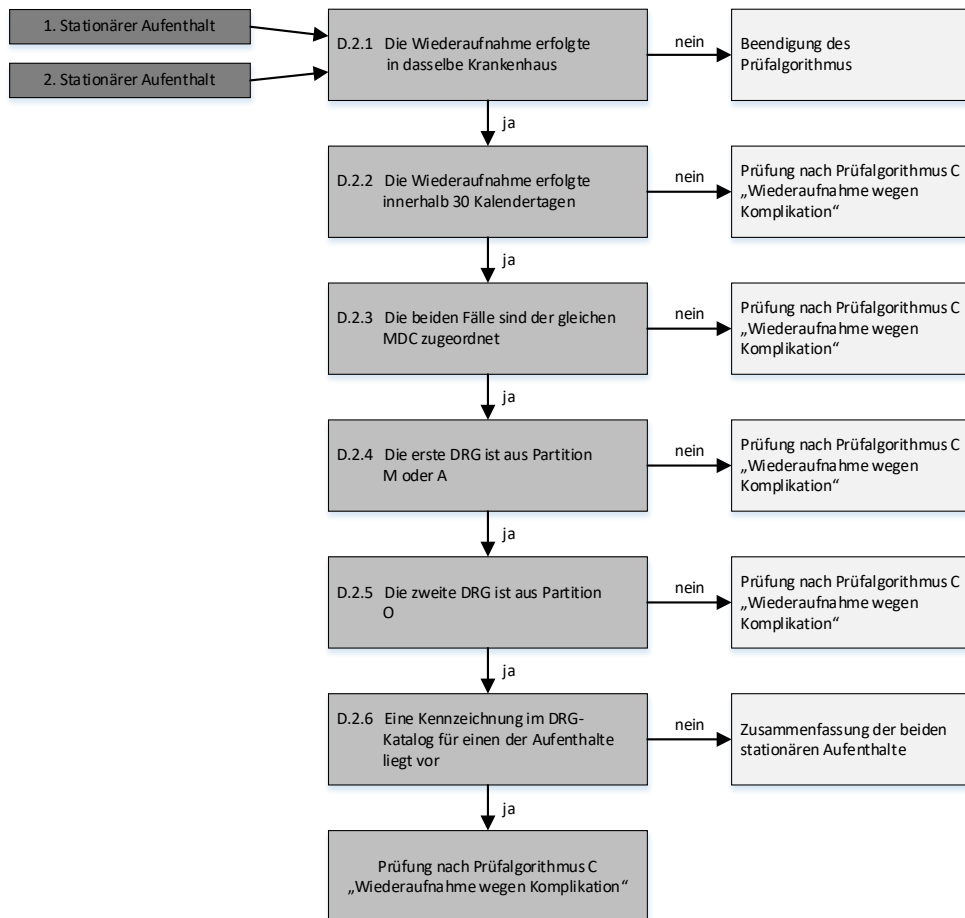 1. Stationärer Aufenthalt
2. Stationärer Aufenthalt
D.2.1 Die Wiederaufnahme erfolgte
in dasselbe Krankenhaus
nein
Beendigung des
Prüfalgorithmus
ja
D.2.2 Die Wiederaufnahme erfolgte
innerhalb 30 Kalendertagen
nein
Prüfung nach Prüfalgorithmus C
„Wiederaufnahme wegen
Komplikation“
ja
D.2.3 Die beiden Fälle sind der gleichen
MDC zugeordnet
nein
Prüfung nach Prüfalgorithmus C
„Wiederaufnahme wegen
Komplikation“
ja
D.2.4 Die erste DRG ist aus Partition
M oder A
nein
Prüfung nach Prüfalgorithmus C
„Wiederaufnahme wegen
Komplikation“
ja
D.2.5 Die zweite DRG ist aus Partition
O
nein
Prüfung nach Prüfalgorithmus C
„Wiederaufnahme wegen
Komplikation“
ja
D.2.6 Eine Kennzeichnung im DRG-
Katalog für einen der Aufenthalte
liegt vor
nein
Zusammenfassung der beiden
stationären Aufenthalte
ja
Prüfung nach Prüfalgorithmus C
„Wiederaufnahme wegen Komplikation“